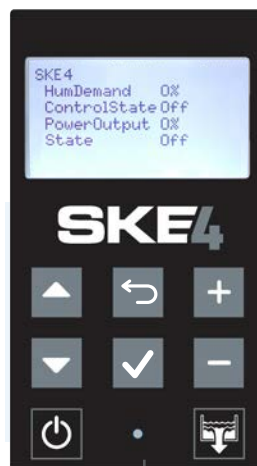 SKE4
HumDemand 0%
ControlState Off
PowerOutput 0%
State Off
SKE4